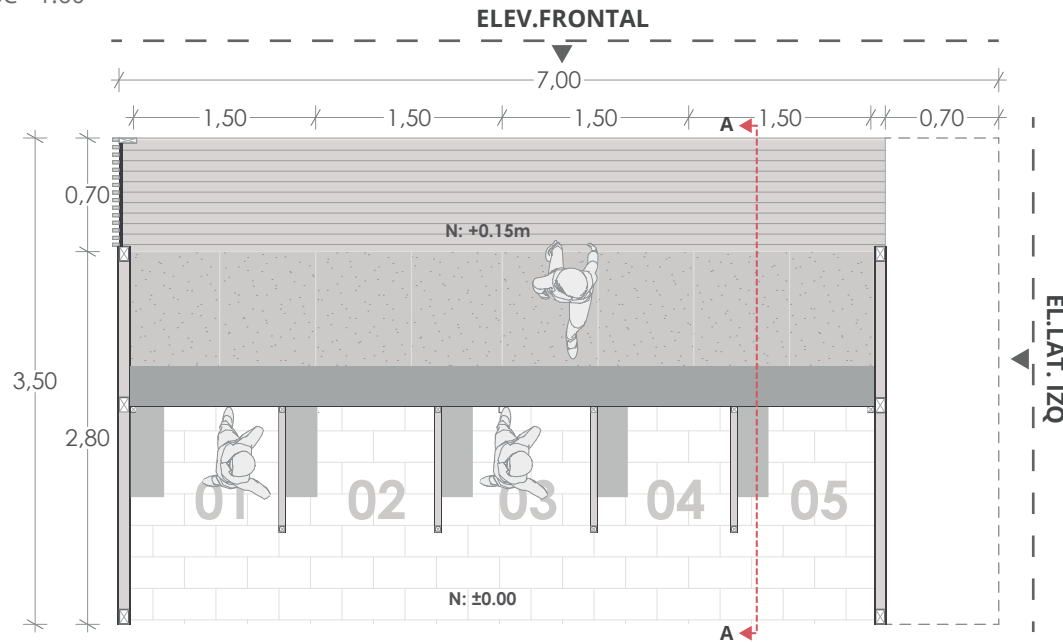 ELEV.FRONTAL
7,00
1,50 1,50 1,50 1,50 0,70
A
0,70
N: +0.15m
EL.LAT. IZQ
3,50
2,80
01 02 03 04 05
N: ±0.00
A